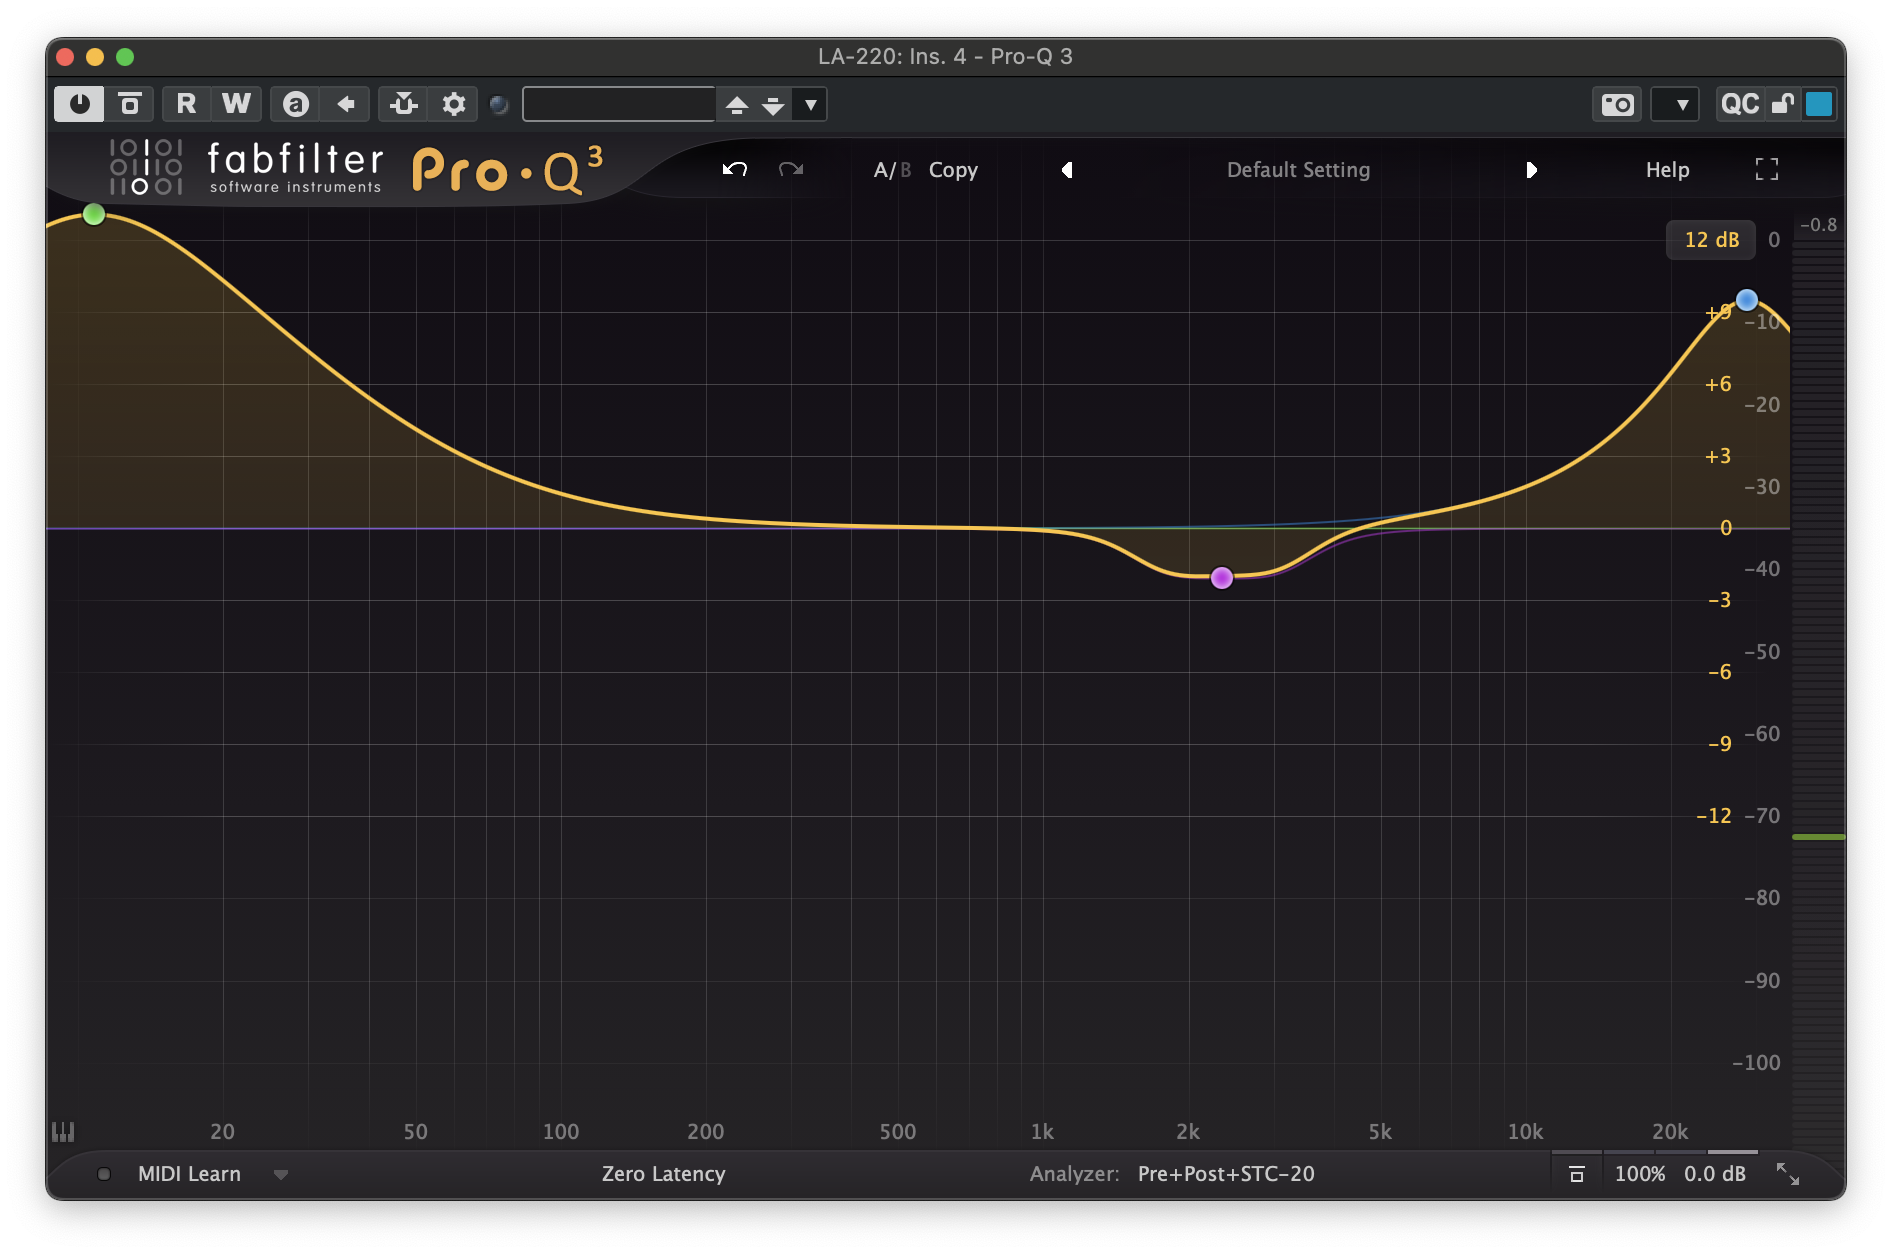 LA-220: Ins. 4 - Pro-Q 3
R W a QC
fabfilter Pro·Q3
software instruments
A/B Copy Default Setting Help
12 dB 0 -0.8
+9 -10
+6
-20
+3
-30
0
-40
-3
-50
-6
-60
-9
-12 -70
-80
-90
-100
20 50 100 200 500 1k 2k 5k 10k 20k
MIDI Learn Zero Latency Analyzer: Pre+Post+STC-20 100% 0.0 dB